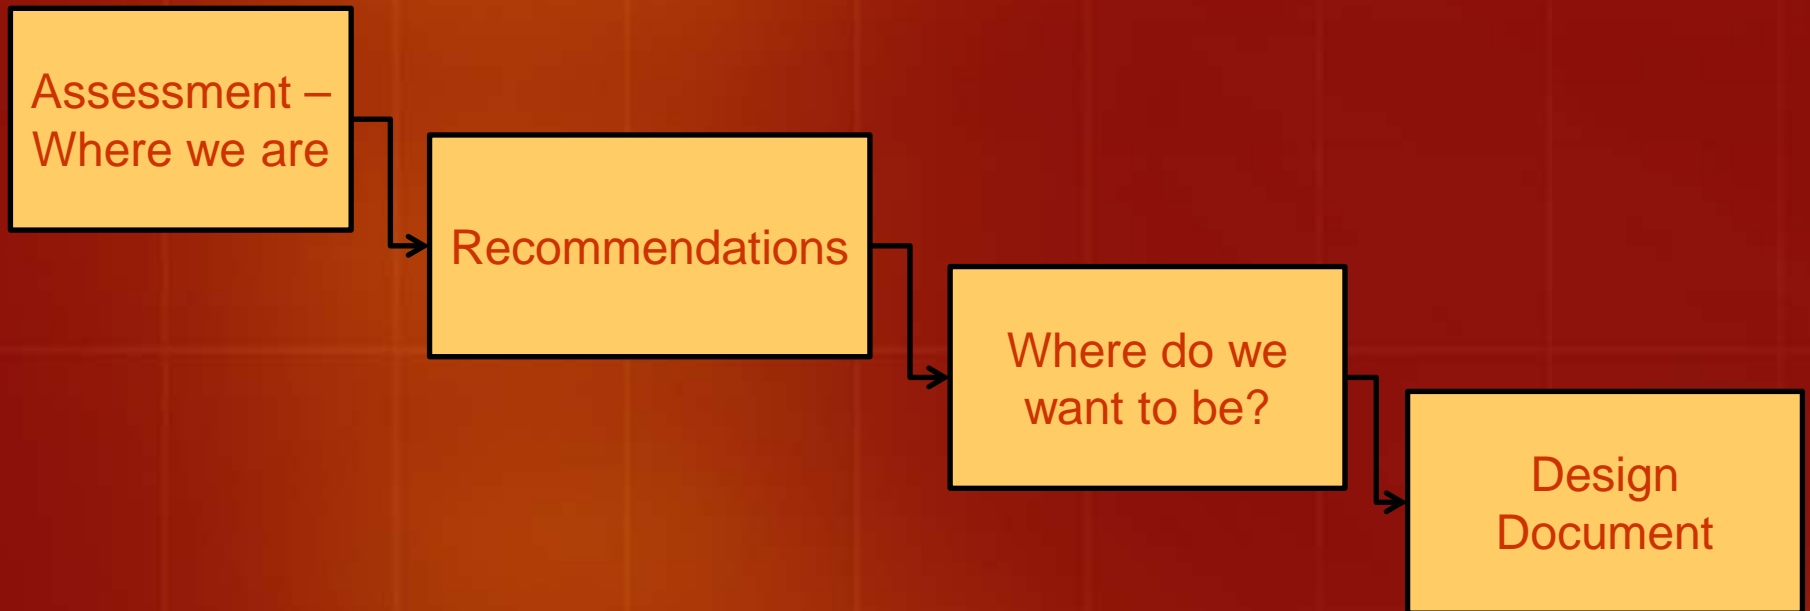 Assessment –
Where we are
Recommendations
Where do we
want to be?
Design
Document